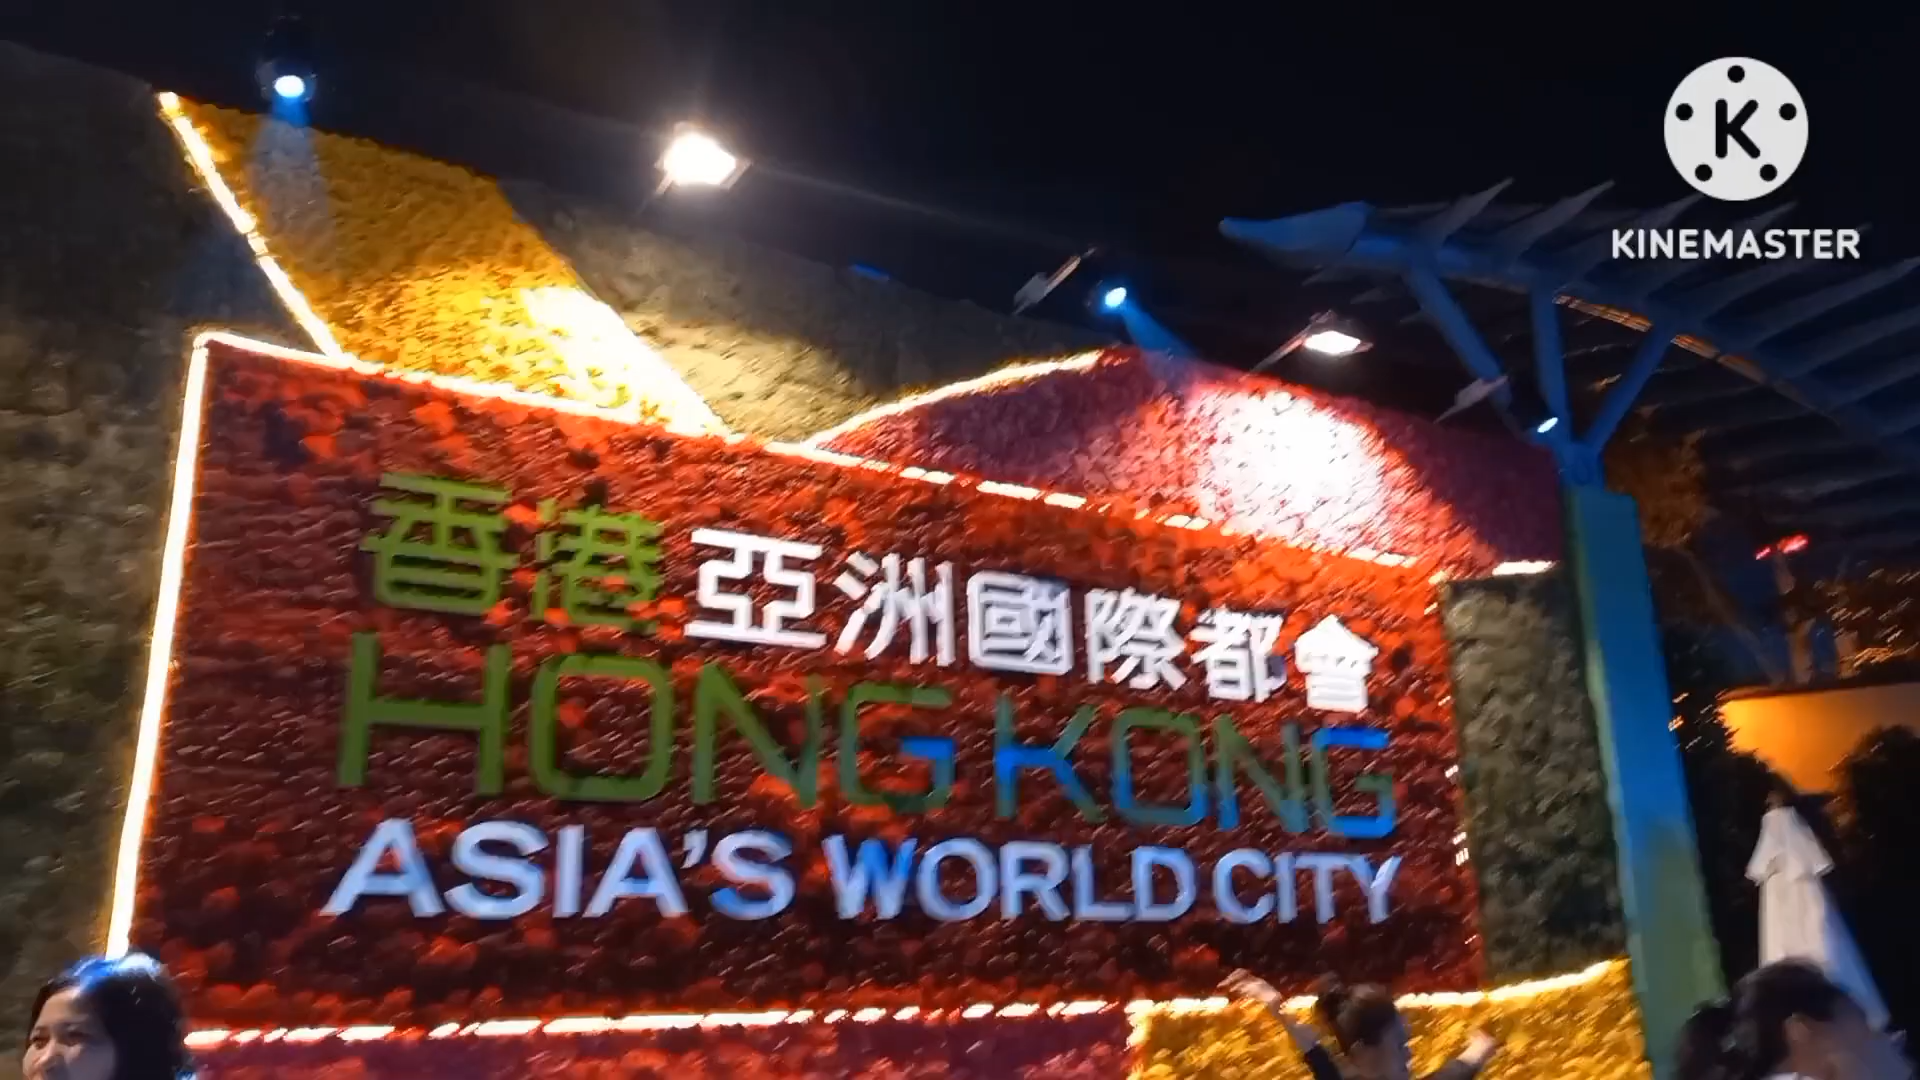 K
KINEMASTER
香港 亞洲國際都會
HONG KONG
ASIA'S WORLD CITY